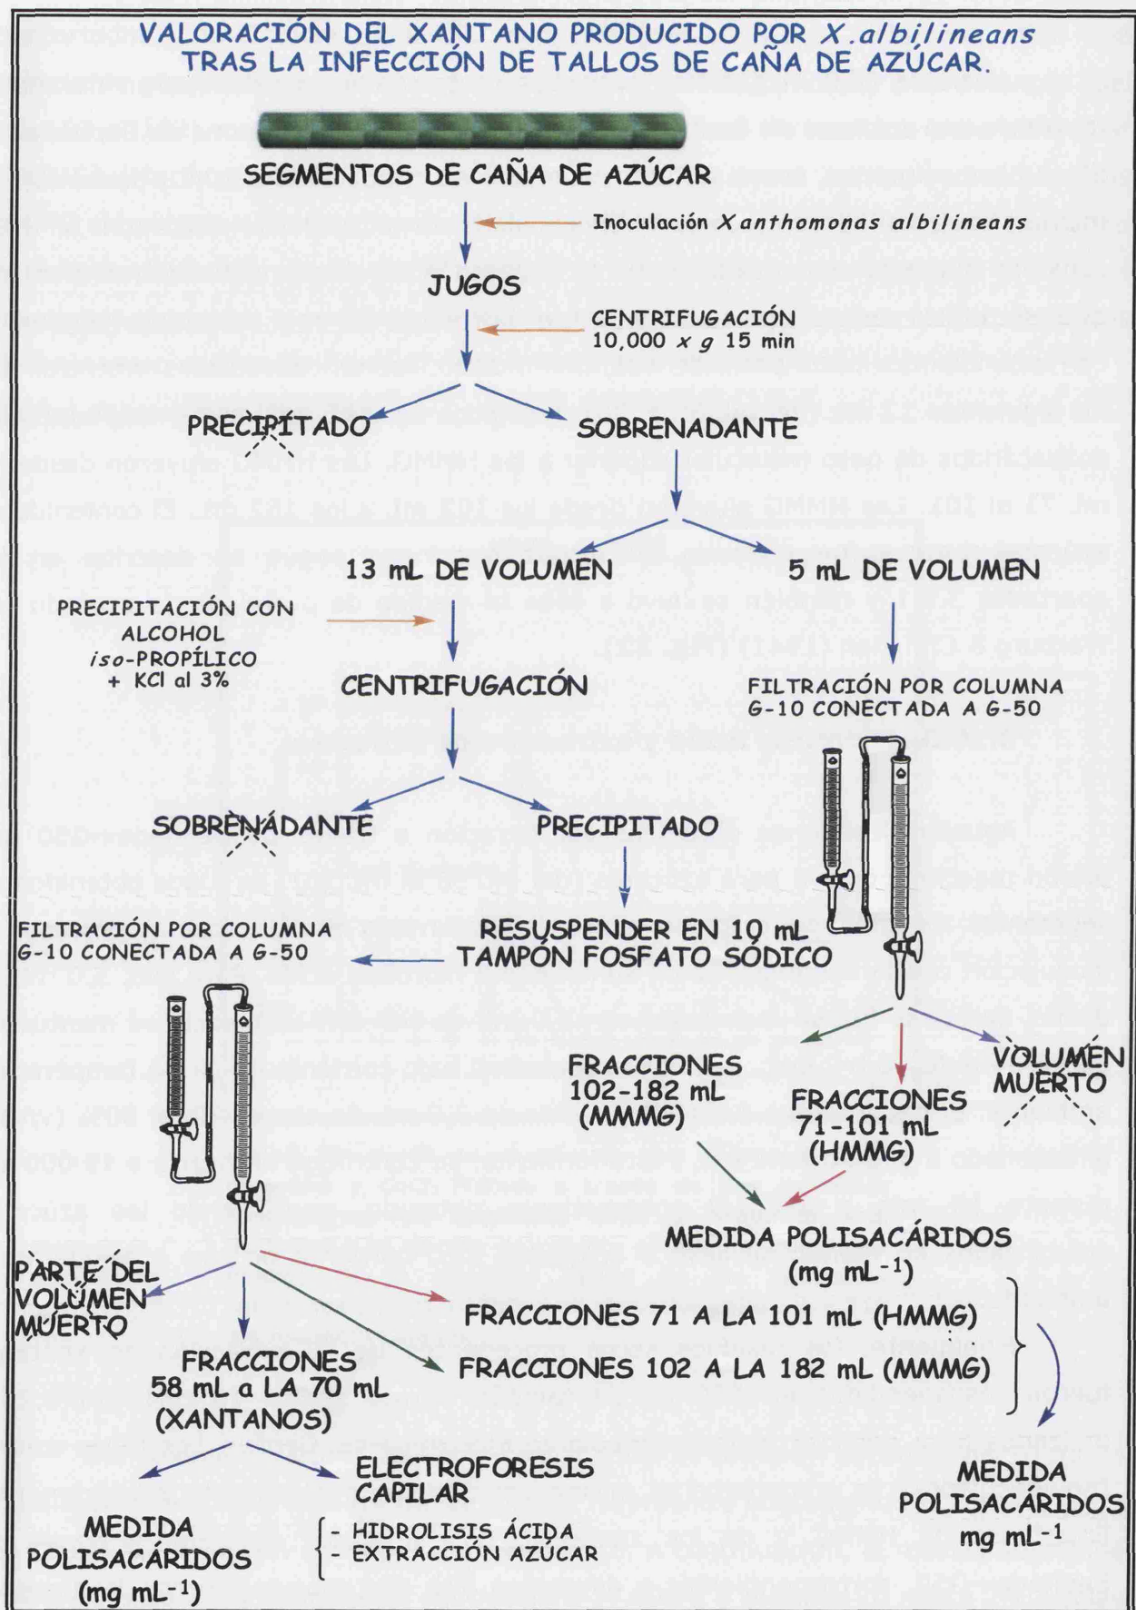 VALORACIÓN DEL XANTANO PRODUCIDO POR X.albilineans
TRAS LA INFECCIÓN DE TALLOS DE CAÑA DE AZÚCAR.
SEGMENTOS DE CAÑA DE AZÚCAR
Inoculación Xanthomonas albilineans
JUGOS
CENTRIFUGACIÓN
10,000 x g 15 min
PRECIPÍTADO
SOBRENADANTE
13 mL DE VOLUMEN
5 mL DE VOLUMEN
PRECIPITACIÓN CON
ALCOHOL
iso-PROPÍLICO
+ KCl al 3%
CENTRIFUGACIÓN
FILTRACIÓN POR COLUMNA
G-10 CONECTADA A G-50
SOBRENADANTE
PRECIPITADO
RESUSPENDER EN 10 mL
TAMPÓN FOSFATO SÓDICO
FILTRACIÓN POR COLUMNA
G-10 CONECTADA A G-50
FRACCIONES
102-182 mL
(MMMG)
FRACCIONES
71-101 mL
(HMMG)
VOLUMEN
MUERTO
MEDIDA POLISACÁRIDOS
(mg mL-1)
PARTE DEL
VOLUMEN
MUERTO
FRACCIONES 71 A LA 101 mL (HMMG)
FRACCIONES 102 A LA 182 mL (MMMG)
FRACCIONES
58 mL a LA 70 mL
(XANTANOS)
ELECTROFORESIS
CAPILAR
- HIDROLISIS ÁCIDA
- EXTRACCIÓN AZÚCAR
MEDIDA
POLISACÁRIDOS
(mg mL-1)
MEDIDA
POLISACÁRIDOS
mg mL-1